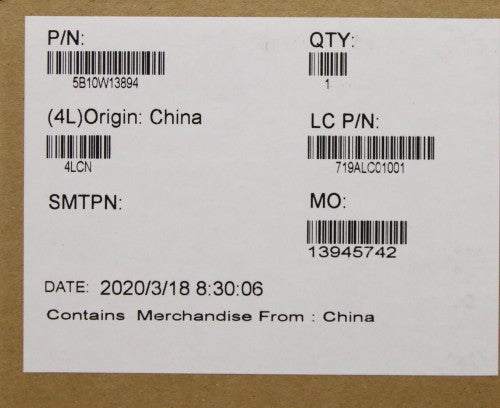 P/N:
5B10W13894
QTY:
1
(4L)Origin: China
4LCN
LC P/N:
719ALC01001
SMTPN:
MO:
13945742
DATE: 2020/3/18 8:30:06
Contains Merchandise From : China